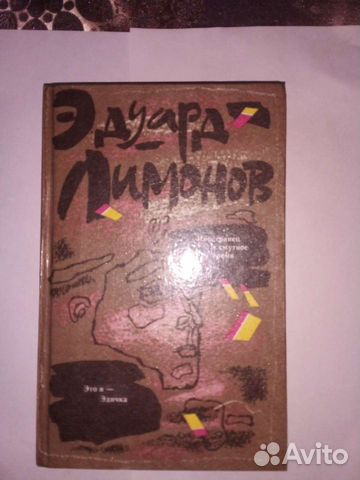 Эдуард
Лимонов
Иностранец
в смутное
время
Это я —
Эдичка
Avito